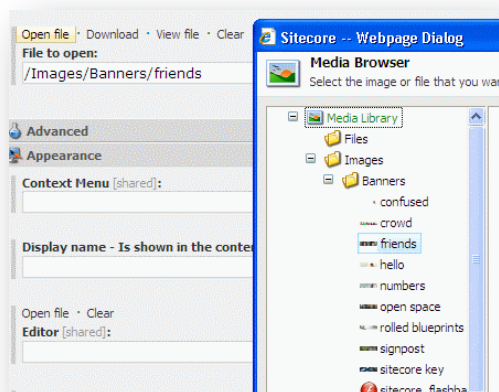 Open file · Download · View file · Clear
File to open:
/Images/Banners/friends
Advanced
Appearance
Context Menu [shared]:
Display name - Is shown in the conte
Open file · Clear
Editor [shared]:
Sitecore -- Webpage Dialog
Media Browser
Select the image or file that you wa
Media Library
Files
Images
Banners
confused
crowd
friends
hello
numbers
open space
rolled blueprints
signpost
sitecore key
sitecore flashba